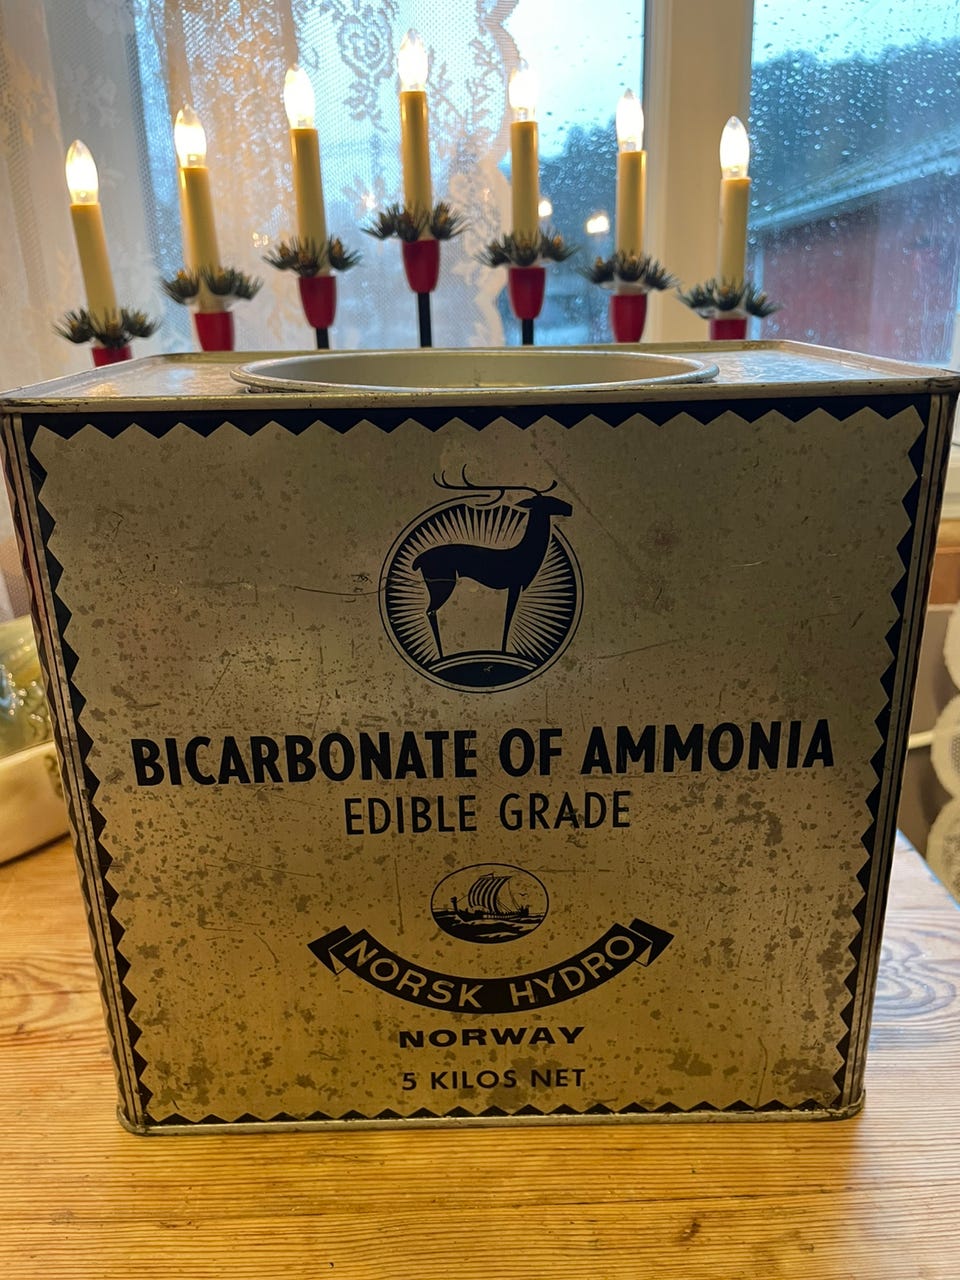 BICARBONATE OF AMMONIA
EDIBLE GRADE
NORSK HYDRO
NORWAY
5 KILOS NET